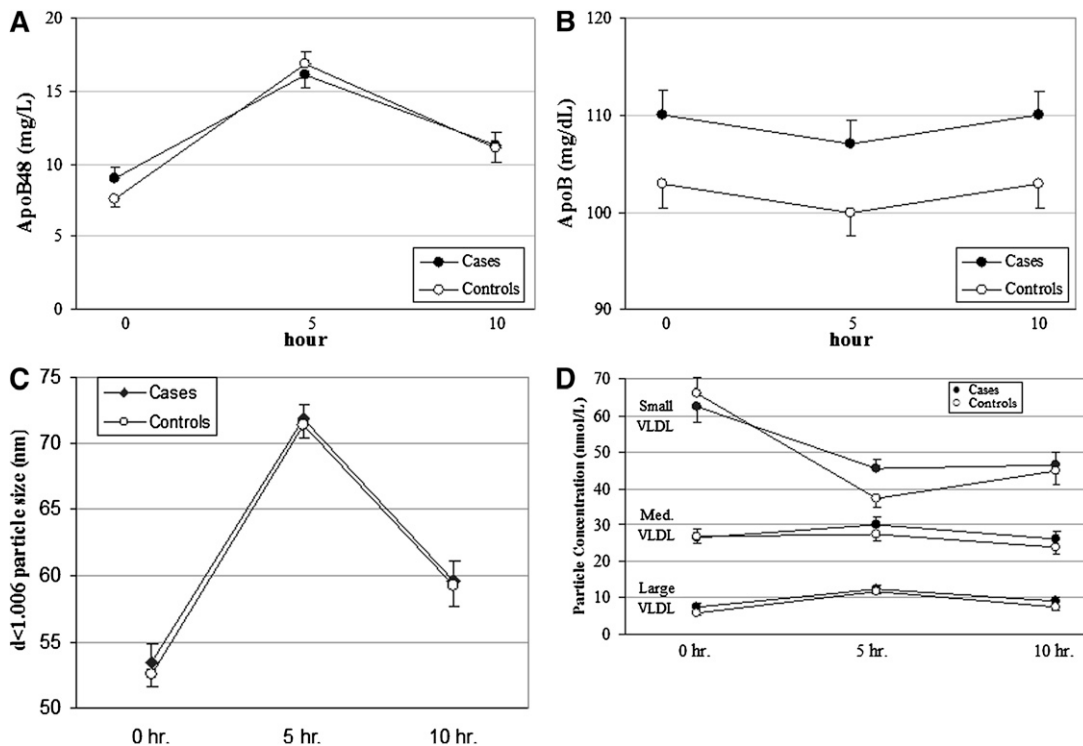 A
ApoB48 (mg/L)
20
15
10
5
0
0 5 10
hour
Cases
Controls
B
ApoB (mg/dL)
120
110
100
90
0 5 10
hour
Cases
Controls
C
d<1.006 particle size (nm)
75
70
65
60
55
50
0 hr. 5 hr. 10 hr.
Cases
Controls
D
Particle Concentration (nmol/L)
70
60
50
40
30
20
10
0
0 hr. 5 hr. 10 hr.
Small
VLDL
Med.
VLDL
Large
VLDL
Cases
Controls